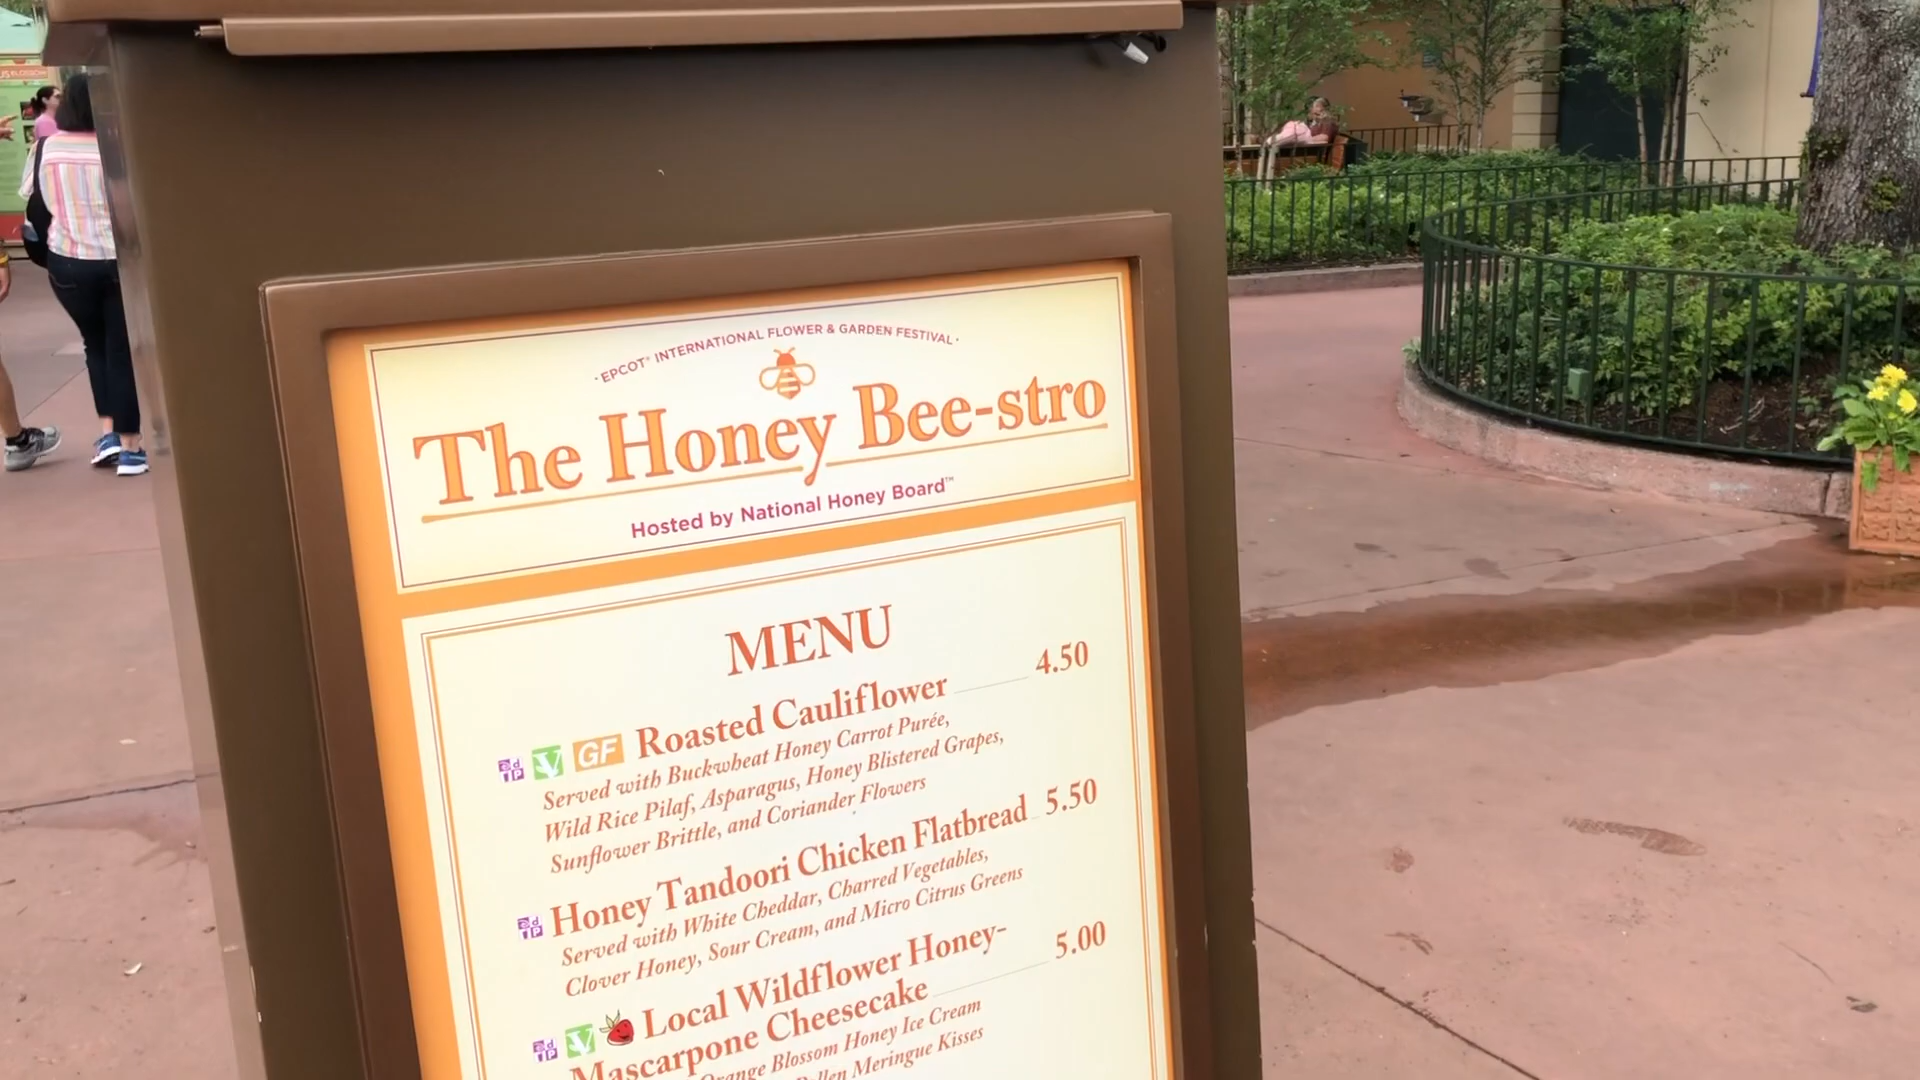 EPCOT® INTERNATIONAL FLOWER & GARDEN FESTIVAL
The Honey Bee-stro
Hosted by National Honey Board™
MENU
GF Roasted Cauliflower 4.50
Served with Buckwheat Honey Carrot Purée,
Wild Rice Pilaf, Asparagus, Honey Blistered Grapes,
Sunflower Brittle, and Coriander Flowers
Honey Tandoori Chicken Flatbread 5.50
Served with White Cheddar, Charred Vegetables,
Clover Honey, Sour Cream, and Micro Citrus Greens
Local Wildflower Honey-
Mascarpone Cheesecake 5.00
Orange Blossom Honey Ice Cream
Pollen Meringue Kisses